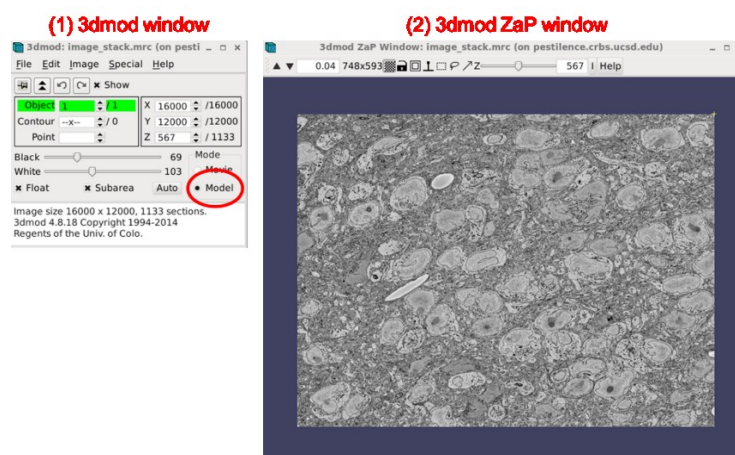 (1) 3dmod window
(2) 3dmod ZaP window
3dmod: image_stack.mrc (on pesti
File Edit Image Special Help
Show
Object 1 / 1 X 16000 /16000
Contour --x-- / 0 Y 12000 /12000
Point Z 567 / 1133
Black 69 Mode
White 103 Movie
Float Subarea Auto Model
Image size 16000 x 12000, 1133 sections.
3dmod 4.8.18 Copyright 1994-2014
Regents of the Univ. of Colo.
3dmod ZaP Window: image_stack.mrc (on pestilence.crbs.ucsd.edu)
0.04 748x593 Z 567 I Help